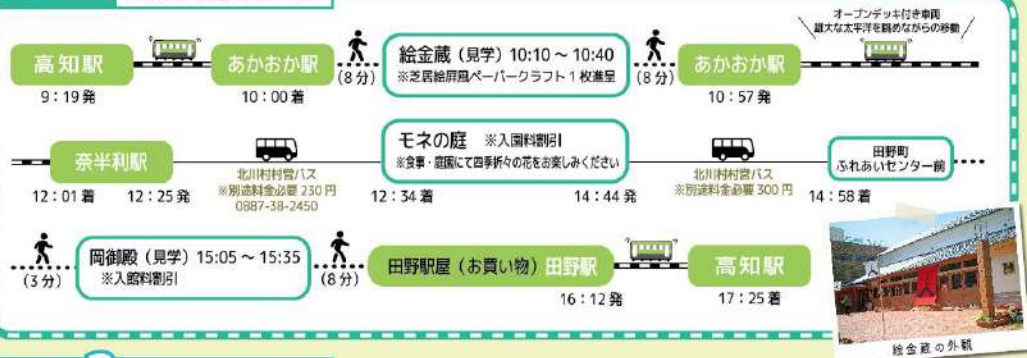 オープンデッキ付き車両
雄大な太平洋を眺めながらの移動
高知駅
9:19発
あかおか駅
10:00着
(8分)
絵金蔵(見学)10:10～10:40
※芝居絵屏風ペーパークラフト1枚進呈
(8分)
あかおか駅
10:57発
奈半利駅
12:01着
12:25発
北川村村営バス
※別途料金必要230円
0887-38-2450
モネの庭 ※入園料割引
※食事・庭園にて四季折々の花をお楽しみください
12:34着
14:44発
北川村村営バス
※別途料金必要300円
田野町
ふれあいセンター前
14:58着
(3分)
岡御殿(見学)15:05～15:35
※入館料割引
(8分)
田野駅屋(お買い物)田野駅
16:12発
高知駅
17:25着
絵金蔵の外観